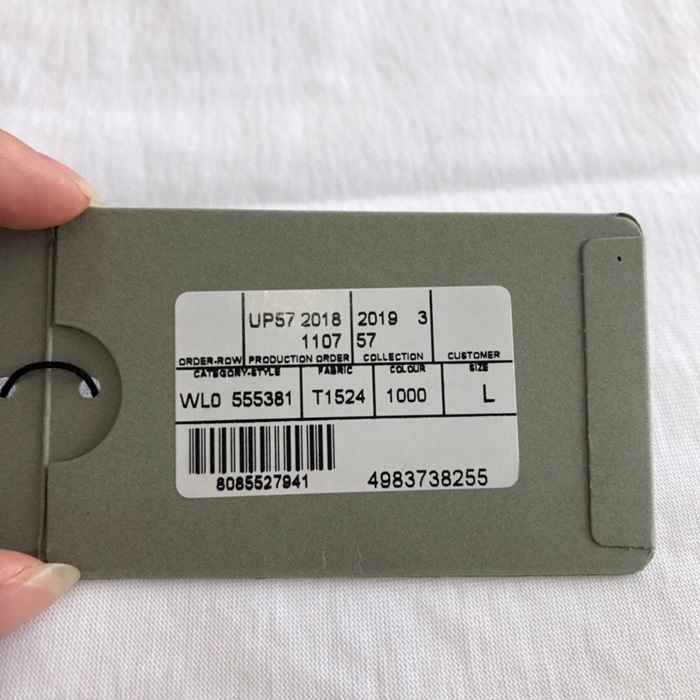 UP57 2018 2019 3
1107 57
ORDER-ROW PRODUCTION ORDER COLLECTION CUSTOMER
CATEGORY-STYLE FABRIC COLOUR SIZE
WL0 555381 T1524 1000 L
8085527941 4983738255